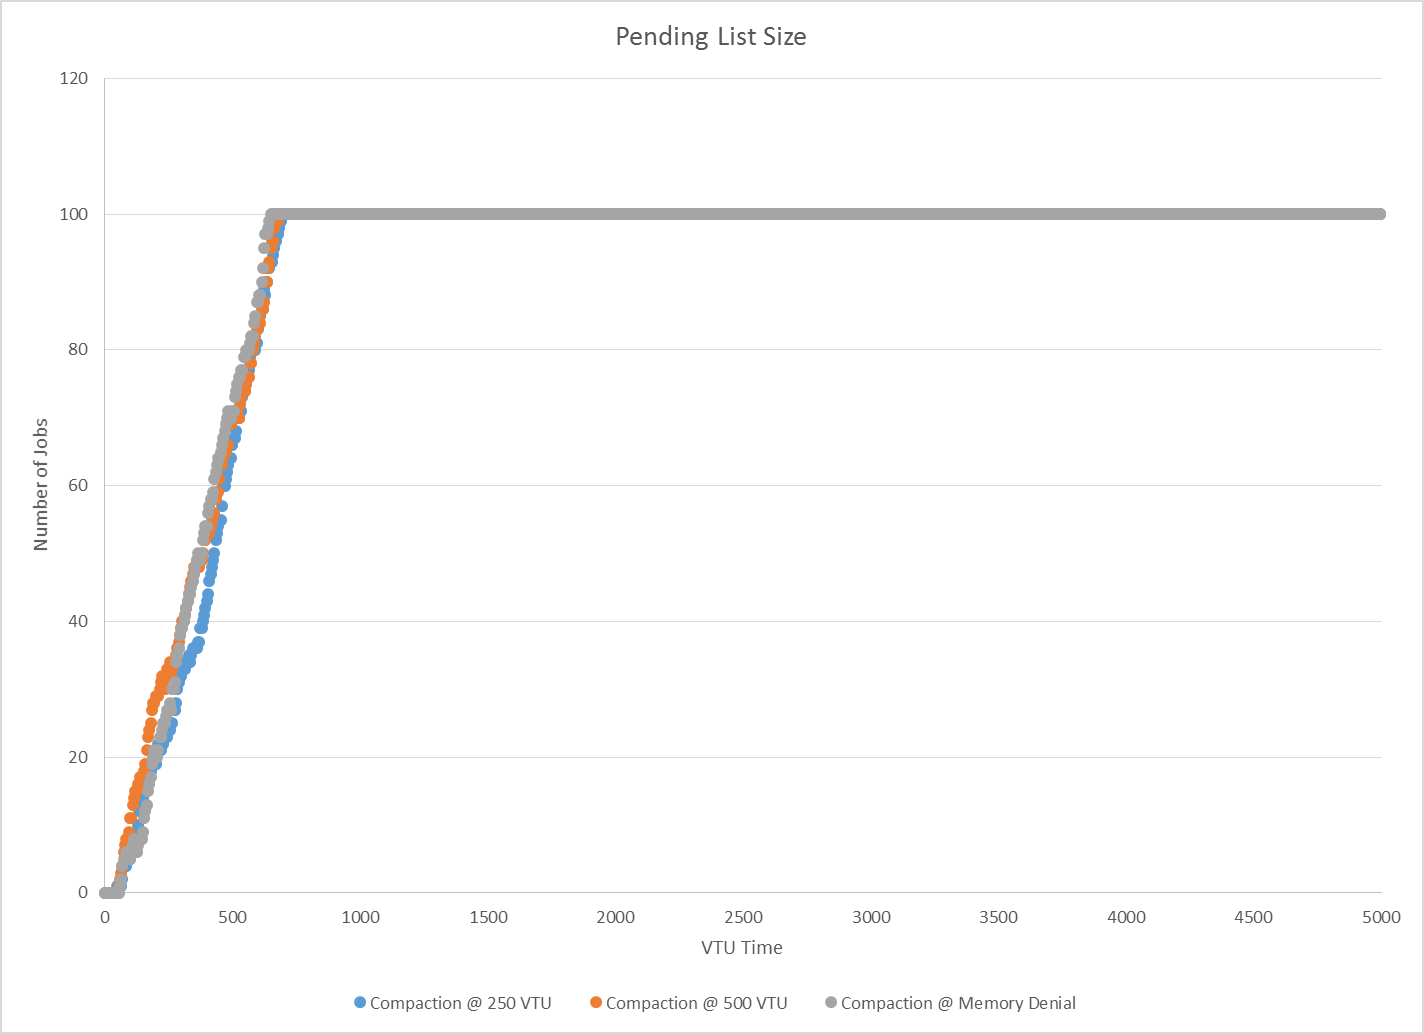 Pending List Size
120
100
80
60
40
20
0
Number of Jobs
0 500 1000 1500 2000 2500 3000 3500 4000 4500 5000
VTU Time
Compaction @ 250 VTU Compaction @ 500 VTU Compaction @ Memory Denial